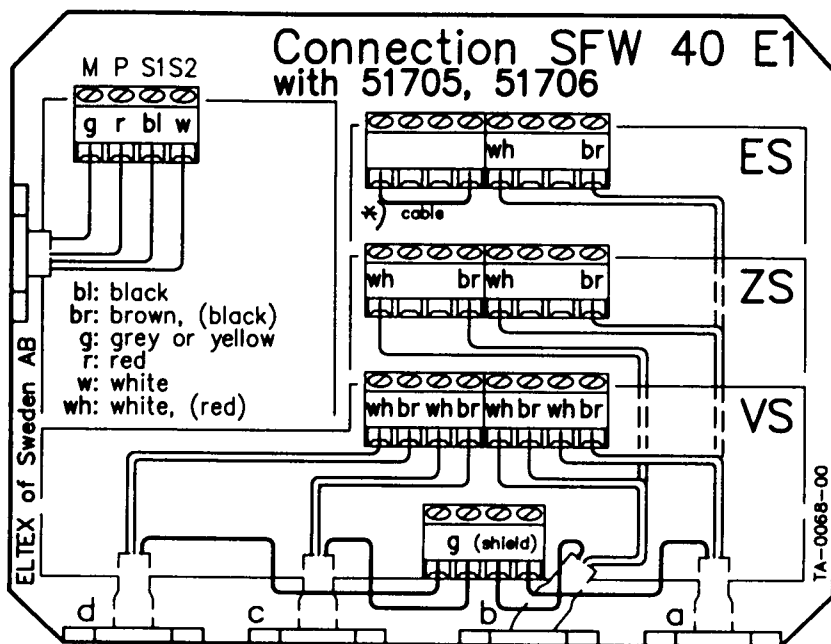 Connection SFW 40 E1
with 51705, 51706
M P S1 S2
g r bl w
wh br
ES
*) cable
wh br wh br
ZS
bl: black
br: brown, (black)
g: grey or yellow
r: red
w: white
wh: white, (red)
wh br wh br wh br wh br
VS
g (shield)
ELTEX of Sweden AB
TA-0068-00
d
c
b
a